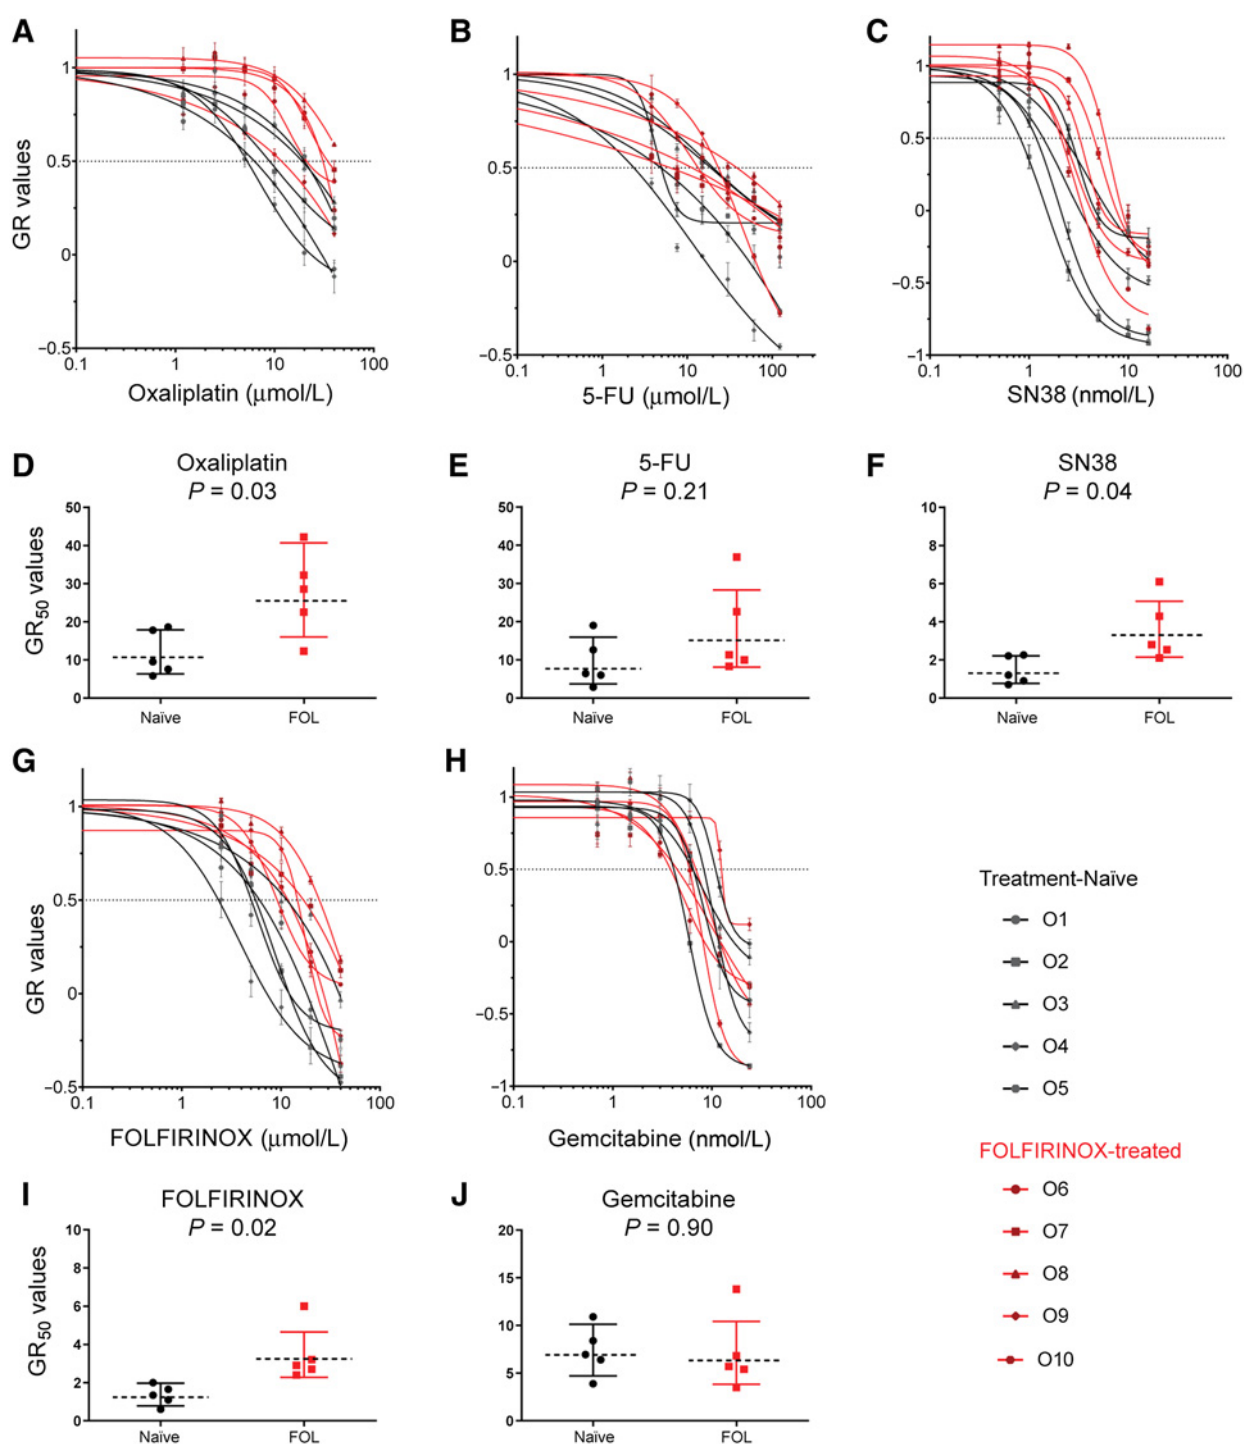 A
B
C
GR values
1
0.5
0
−0.5
0.1
1
10
100
Oxaliplatin (μmol/L)
1
0.5
0
−0.5
0.1
1
10
100
5-FU (μmol/L)
1
0.5
0
−0.5
−1
0.1
1
10
100
SN38 (nmol/L)
D
Oxaliplatin
P = 0.03
GR50 values
50
40
30
20
10
0
Naïve
FOL
E
5-FU
P = 0.21
50
40
30
20
10
0
Naïve
FOL
F
SN38
P = 0.04
10
8
6
4
2
0
Naïve
FOL
G
GR values
1
0.5
0
−0.5
0.1
1
10
100
FOLFIRINOX (μmol/L)
H
1
0.5
0
−0.5
−1
0.1
1
10
100
Gemcitabine (nmol/L)
Treatment-Naïve
O1
O2
O3
O4
O5
FOLFIRINOX-treated
O6
O7
O8
O9
O10
I
FOLFIRINOX
P = 0.02
GR50 values
10
8
6
4
2
0
Naïve
FOL
J
Gemcitabine
P = 0.90
20
15
10
5
0
Naïve
FOL